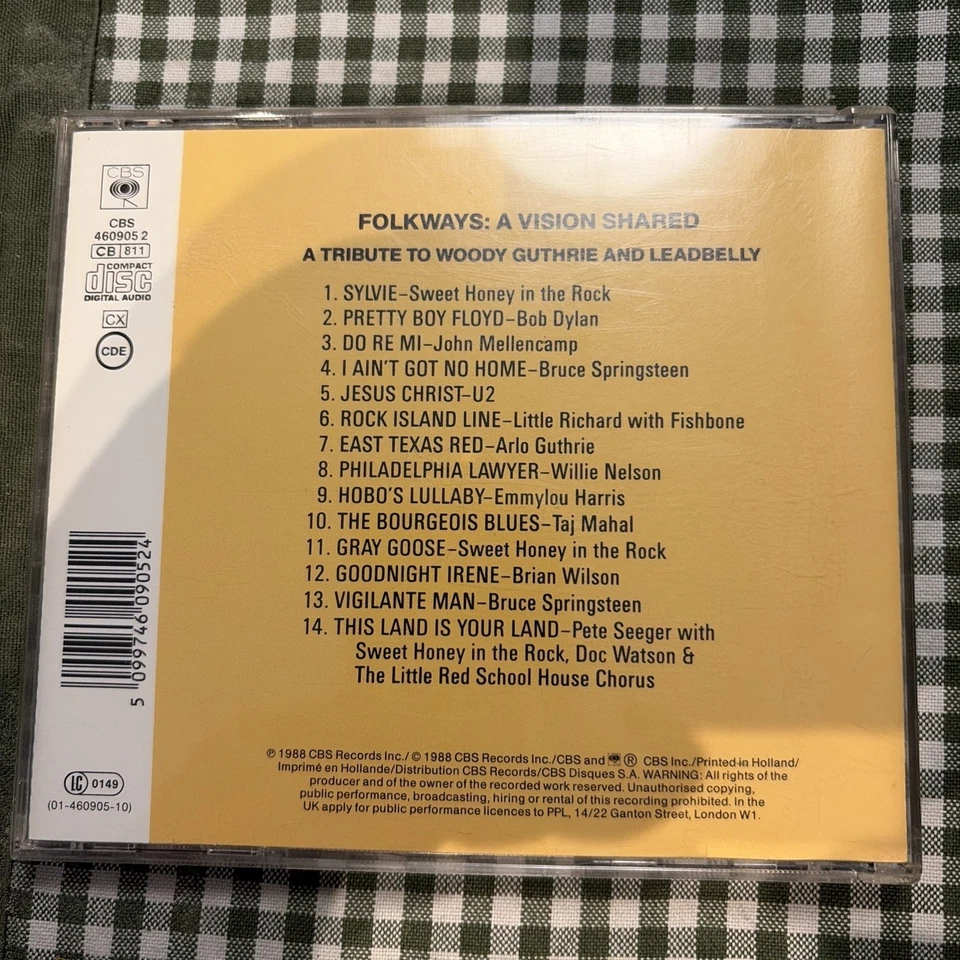 CBS
CBS
460905 2
CB 811
COMPACT
disc
DIGITAL AUDIO
CX
CDE
FOLKWAYS: A VISION SHARED
A TRIBUTE TO WOODY GUTHRIE AND LEADBELLY
1. SYLVIE–Sweet Honey in the Rock
2. PRETTY BOY FLOYD–Bob Dylan
3. DO RE MI–John Mellencamp
4. I AIN'T GOT NO HOME–Bruce Springsteen
5. JESUS CHRIST–U2
6. ROCK ISLAND LINE–Little Richard with Fishbone
7. EAST TEXAS RED–Arlo Guthrie
8. PHILADELPHIA LAWYER–Willie Nelson
9. HOBO'S LULLABY–Emmylou Harris
10. THE BOURGEOIS BLUES–Taj Mahal
11. GRAY GOOSE–Sweet Honey in the Rock
12. GOODNIGHT IRENE–Brian Wilson
13. VIGILANTE MAN–Bruce Springsteen
14. THIS LAND IS YOUR LAND–Pete Seeger with
Sweet Honey in the Rock, Doc Watson &
The Little Red School House Chorus
5 099746 090524
LC 0149
(01-460905-10)
℗ 1988 CBS Records Inc./© 1988 CBS Records Inc./CBS and ® CBS Inc./Printed in Holland/
Imprimé en Hollande/Distribution CBS Records/CBS Disques S.A. WARNING: All rights of the
producer and of the owner of the recorded work reserved. Unauthorised copying,
public performance, broadcasting, hiring or rental of this recording prohibited. In the
UK apply for public performance licences to PPL, 14/22 Ganton Street, London W1.